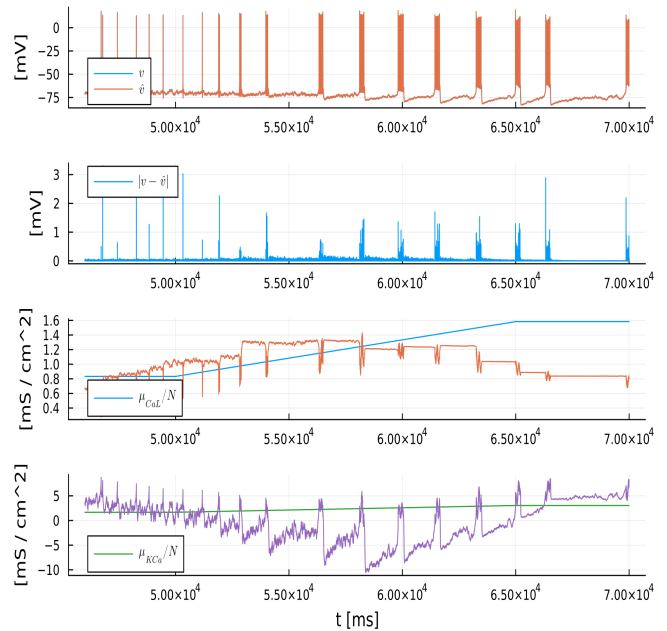 [mV]
0
−25
−50
−75
v
v̂
5.00×10⁴ 5.50×10⁴ 6.00×10⁴ 6.50×10⁴ 7.00×10⁴
[mV]
3
2
1
0
|v − v̂|
5.00×10⁴ 5.50×10⁴ 6.00×10⁴ 6.50×10⁴ 7.00×10⁴
[mS / cm^2]
1.6
1.4
1.2
1.0
0.8
0.6
0.4
μ_CaL/N
5.00×10⁴ 5.50×10⁴ 6.00×10⁴ 6.50×10⁴ 7.00×10⁴
[mS / cm^2]
5
0
−5
−10
μ_KCa/N
5.00×10⁴ 5.50×10⁴ 6.00×10⁴ 6.50×10⁴ 7.00×10⁴
t [ms]